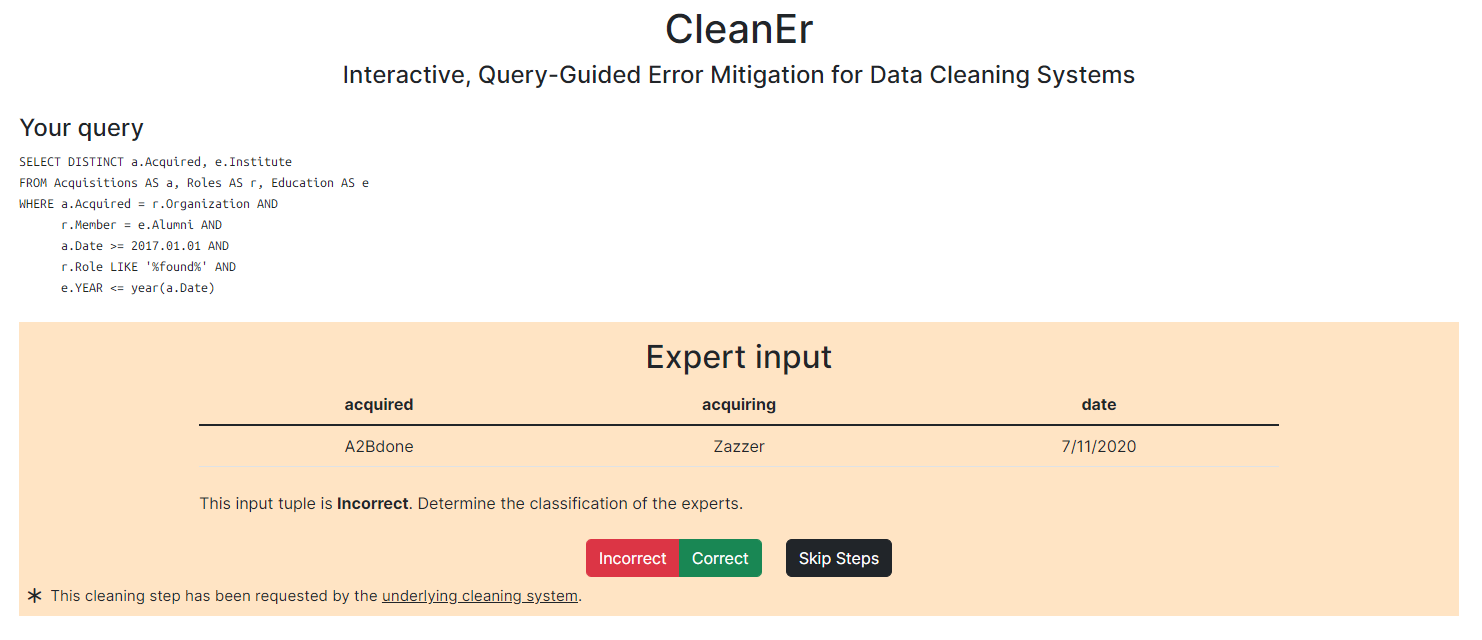 CleanEr
Interactive, Query-Guided Error Mitigation for Data Cleaning Systems
Your query
SELECT DISTINCT a.Acquired, e.Institute
FROM Acquisitions AS a, Roles AS r, Education AS e
WHERE a.Acquired = r.Organization AND
r.Member = e.Alumni AND
a.Date >= 2017.01.01 AND
r.Role LIKE '%found%' AND
e.YEAR <= year(a.Date)
Expert input
acquired acquiring date
A2Bdone Zazzer 7/11/2020
This input tuple is Incorrect. Determine the classification of the experts.
Incorrect Correct Skip Steps
* This cleaning step has been requested by the underlying cleaning system.